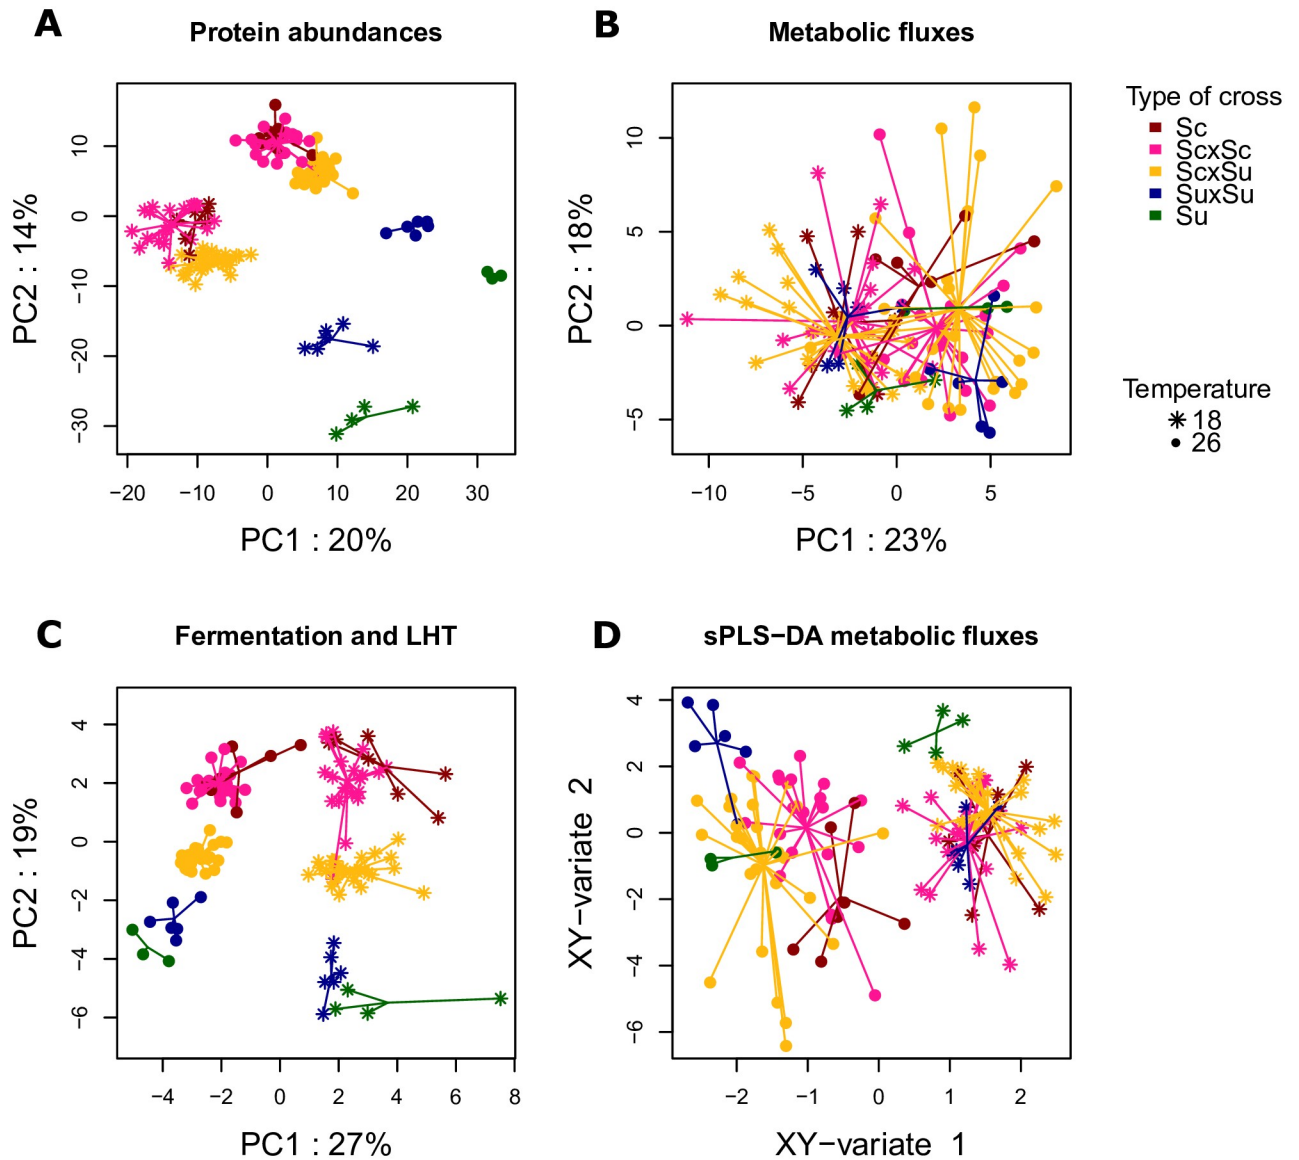 A
Protein abundances
PC2 : 14%
10
0
−10
−20
−30
−20
−10
0
10
20
30
PC1 : 20%
B
Metabolic fluxes
PC2 : 18%
10
5
0
−5
−10
−5
0
5
PC1 : 23%
Type of cross
Sc
ScxSc
ScxSu
SuxSu
Su
Temperature
18
26
C
Fermentation and LHT
PC2 : 19%
4
2
0
−2
−4
−6
−4
−2
0
2
4
6
8
PC1 : 27%
D
sPLS−DA metabolic fluxes
XY−variate 2
4
2
0
−2
−4
−6
−2
−1
0
1
2
XY−variate 1